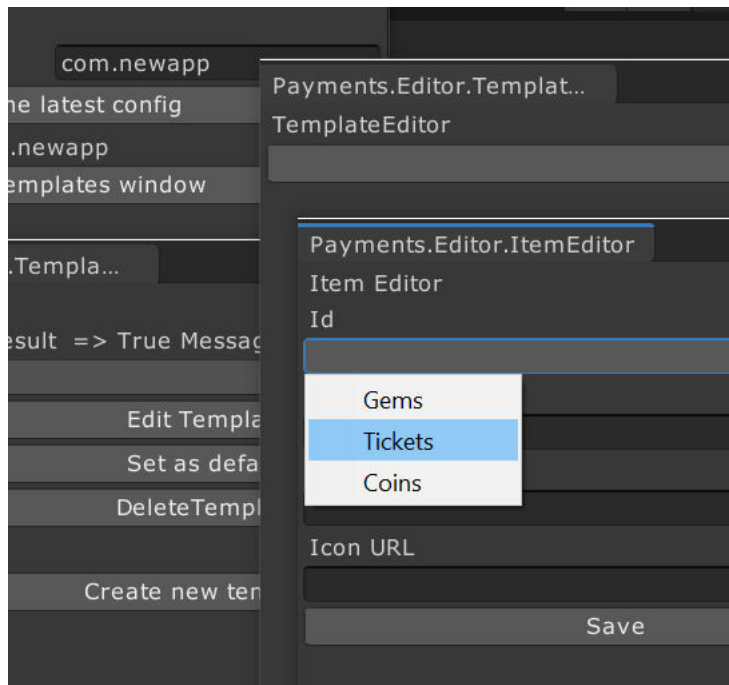 com.newapp
he latest config
.newapp
emplates window
Payments.Editor.Templat...
TemplateEditor
.Templa...
esult => True Messag
Edit Templa
Set as defa
DeleteTempl
Create new ten
Payments.Editor.ItemEditor
Item Editor
Id
Gems
Tickets
Coins
Icon URL
Save